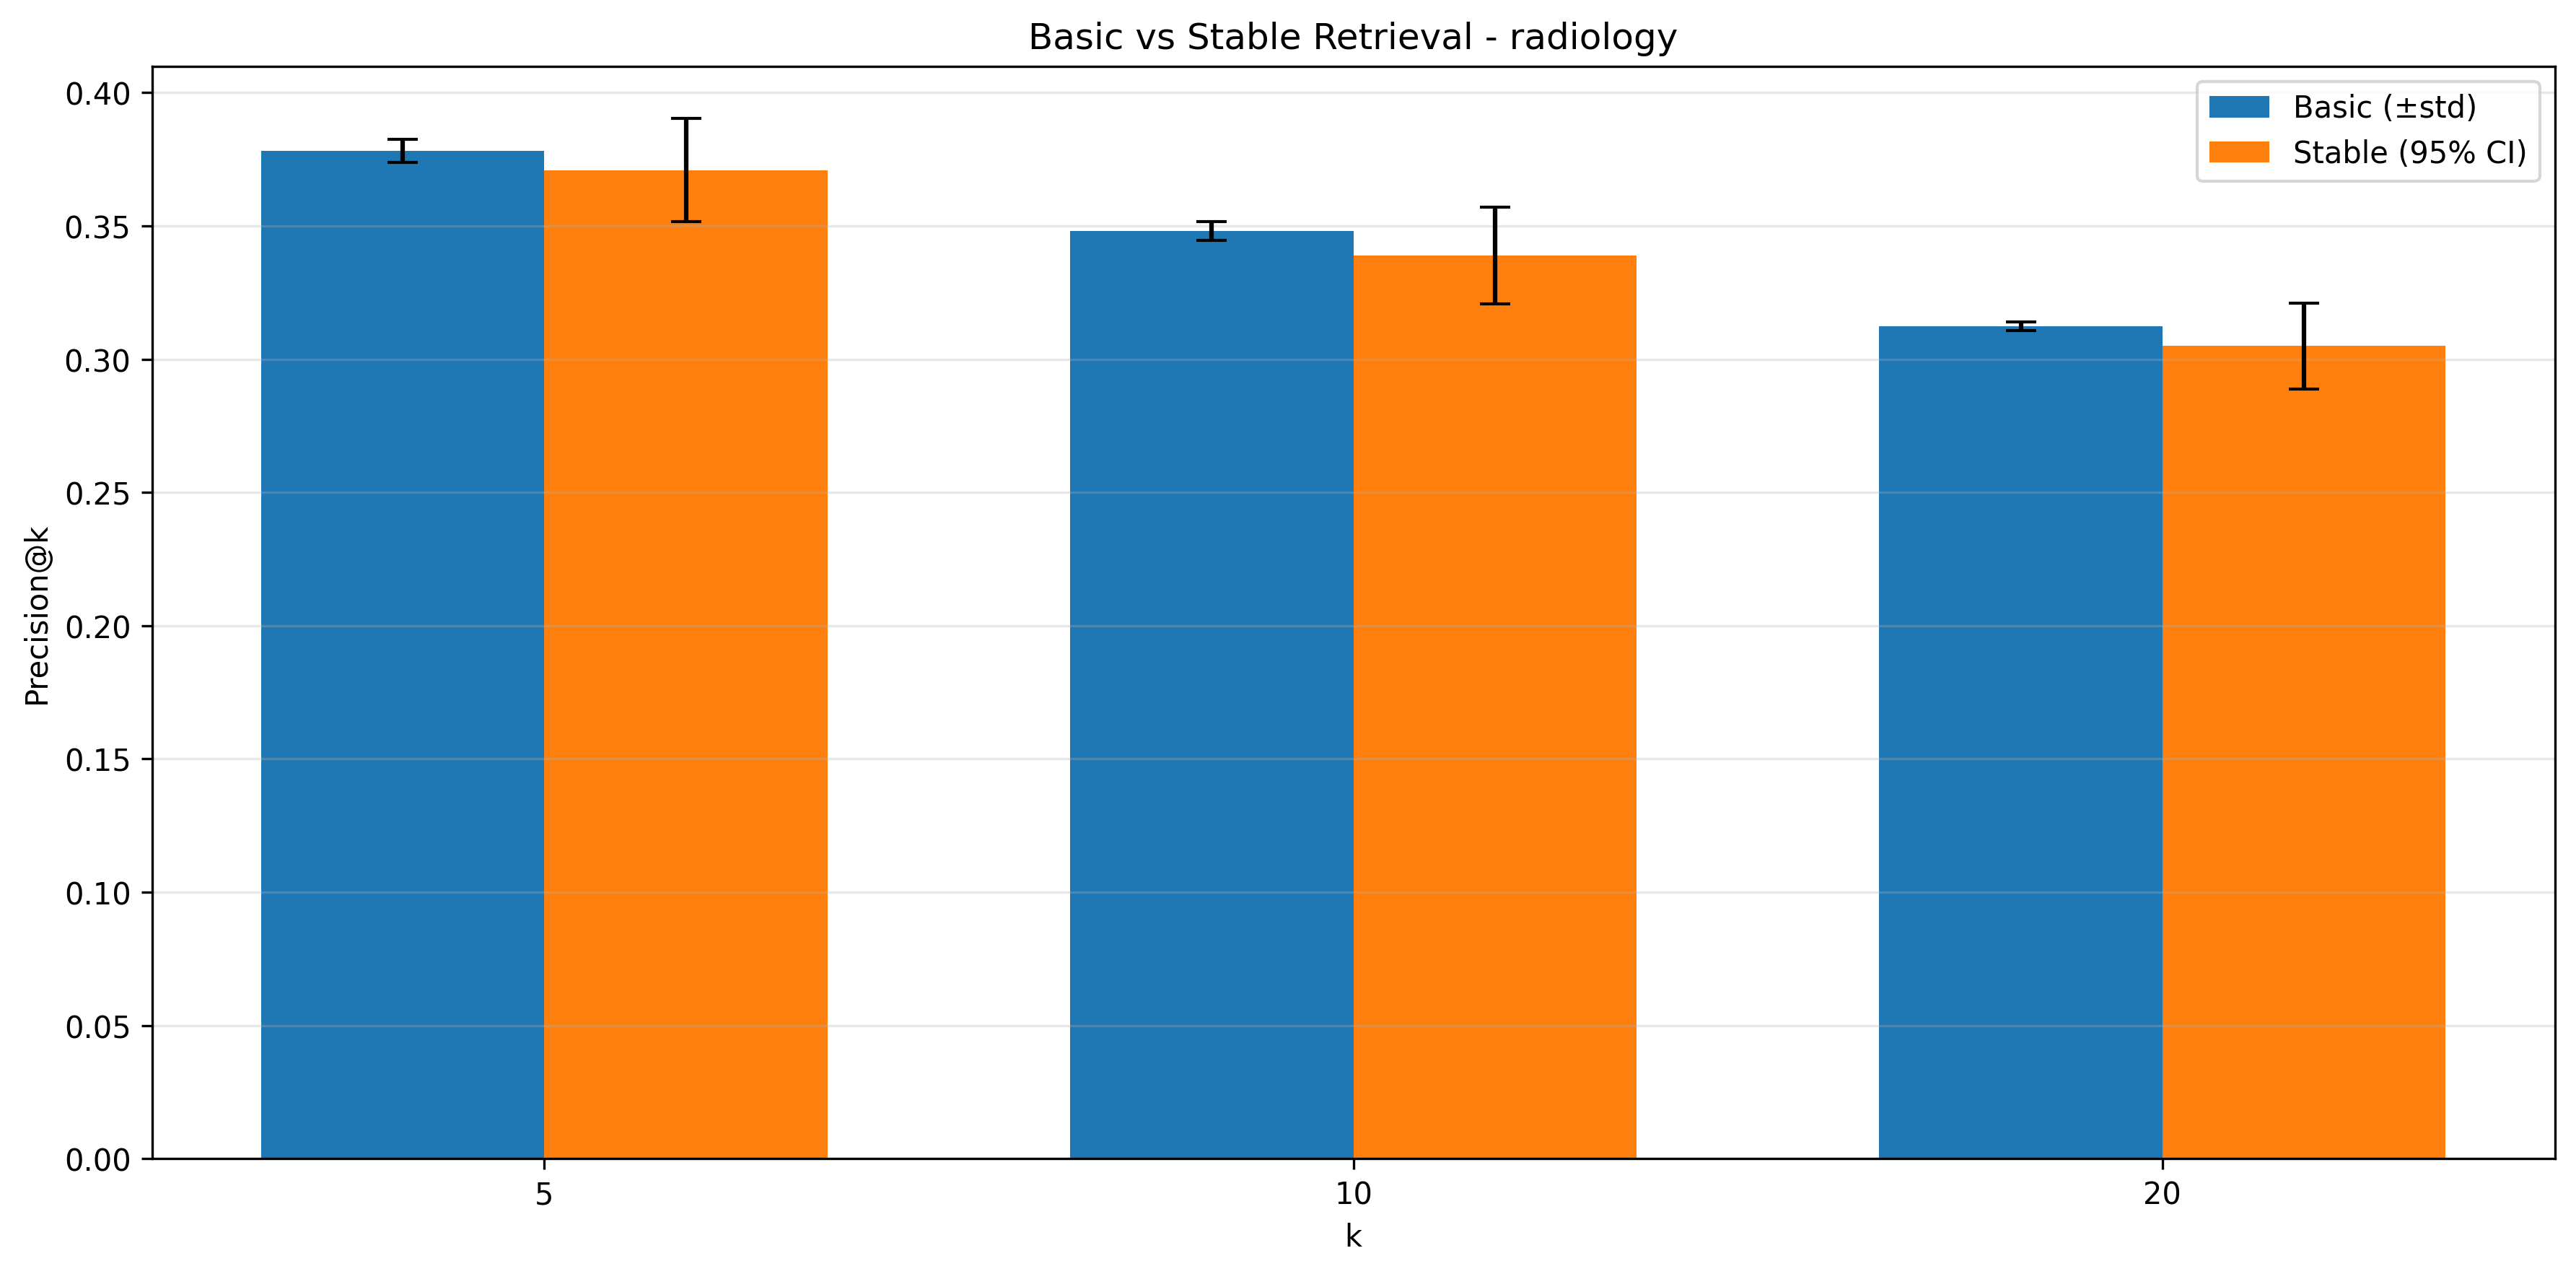 Basic vs Stable Retrieval - radiology
Basic (±std)
Stable (95% CI)
Precision@k
0.40
0.35
0.30
0.25
0.20
0.15
0.10
0.05
0.00
5
10
20
k